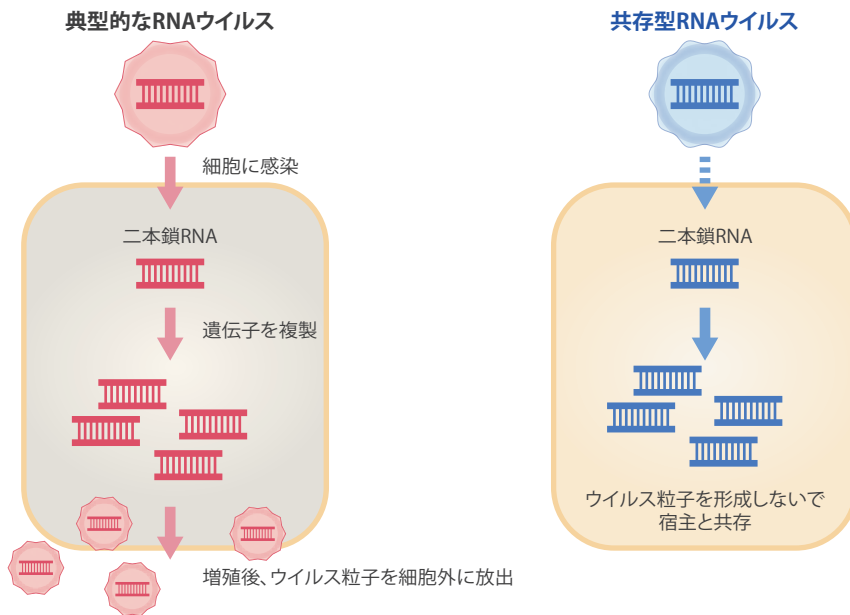 典型的なRNAウイルス
共存型RNAウイルス
細胞に感染
二本鎖RNA
二本鎖RNA
遺伝子を複製
ウイルス粒子を形成しないで
宿主と共存
増殖後、ウイルス粒子を細胞外に放出